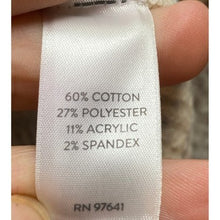 60% COTTON
27% POLYESTER
11% ACRYLIC
2% SPANDEX
RN 97641